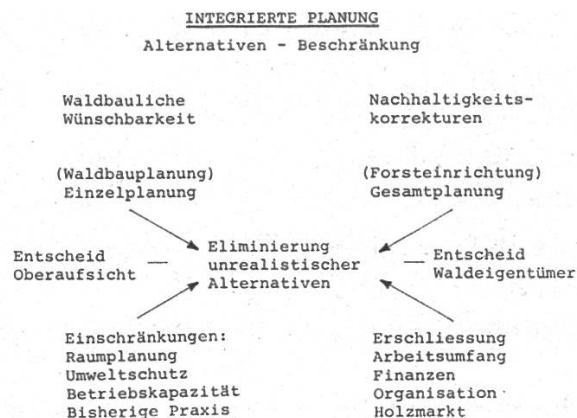 INTEGRIERTE PLANUNG
Alternativen - Beschränkung
Waldbauliche
Wünschbarkeit
Nachhaltigkeits-
korrekturen
(Waldbauplanung)
Einzelplanung
(Forsteinrichtung)
Gesamtplanung
Entscheid
Oberaufsicht
Eliminierung
unrealistischer
Alternativen
Entscheid
Waldeigentümer
Einschränkungen:
Raumplanung
Umweltschutz
Betriebskapazität
Bisherige Praxis
Erschliessung
Arbeitsumfang
Finanzen
Organisation
Holzmarkt